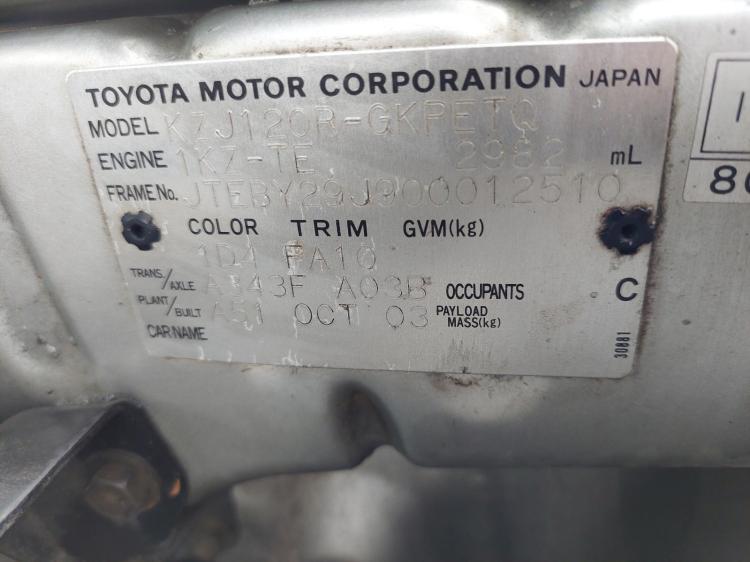 TOYOTA MOTOR CORPORATION JAPAN
MODEL KZJ120R-GKPETQ
ENGINE 1KZ-TE 2982 mL
FRAME No. JTEBY29J900012510
COLOR TRIM GVM(kg)
1D4 FA10
TRANS./AXLE A343F A03B OCCUPANTS C
PLANT/BUILT A51 OCT 03 PAYLOAD MASS(kg)
CAR NAME
30881